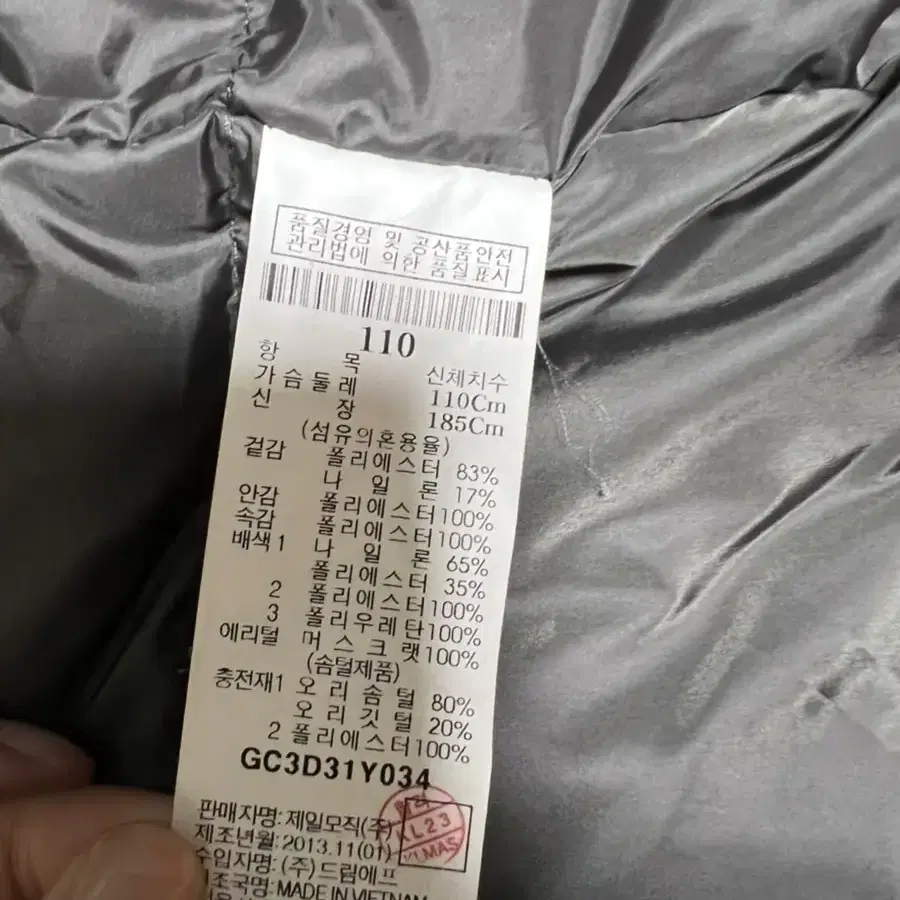 품질경영 및 공산품안전
관리법에 의한 품질표시
110
항 목 신체치수
가슴둘레 110Cm
신 장 185Cm
(섬유의혼용율)
겉감 폴리에스터 83%
나 일 론 17%
안감 폴리에스터100%
속감 폴리에스터100%
배색1 나 일 론 65%
폴리에스터 35%
2 폴리에스터100%
3 폴리우레탄100%
에리털 머스크랫100%
(솜털제품)
충전재1 오리솜털 80%
오리깃털 20%
2 폴리에스터100%
GC3D31Y034
판매자명: 제일모직(주)
L23
제조년월: 2013.11(01)
수입자명: (주)드림에프
제조국명: MADE IN VIETNAM